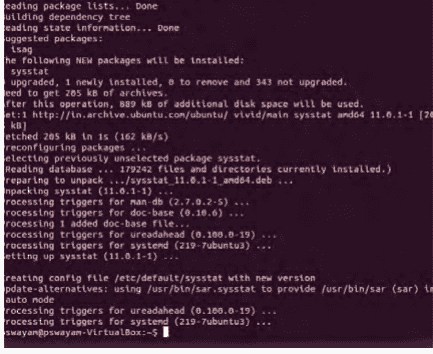 eading package lists... Done
uilding dependency tree
eading state information... Done
uggested packages:
isag
he following NEW packages will be installed:
sysstat
upgraded, 1 newly installed, 0 to remove and 343 not upgraded.
eed to get 205 kB of archives.
fter this operation, 889 kB of additional disk space will be used.
et:1 http://in.archive.ubuntu.com/ubuntu/ vivid/main sysstat amd64 11.0.1-1 [20
kB]
etched 205 kB in 1s (162 kB/s)
reconfiguring packages ...
electing previously unselected package sysstat.
Reading database ... 179242 files and directories currently installed.)
reparing to unpack .../sysstat_11.0.1-1_amd64.deb ...
npacking sysstat (11.0.1-1) ...
rocessing triggers for man-db (2.7.0.2-5) ...
rocessing triggers for doc-base (0.10.6) ...
rocessing 1 added doc-base file...
rocessing triggers for ureadahead (0.100.0-19) ...
rocessing triggers for systemd (219-7ubuntu3) ...
etting up sysstat (11.0.1-1) ...
reating config file /etc/default/sysstat with new version
pdate-alternatives: using /usr/bin/sar.sysstat to provide /usr/bin/sar (sar) in
auto mode
rocessing triggers for ureadahead (0.100.0-19) ...
rocessing triggers for systemd (219-7ubuntu3) ...
pswayam@pswayam-VirtualBox:~$